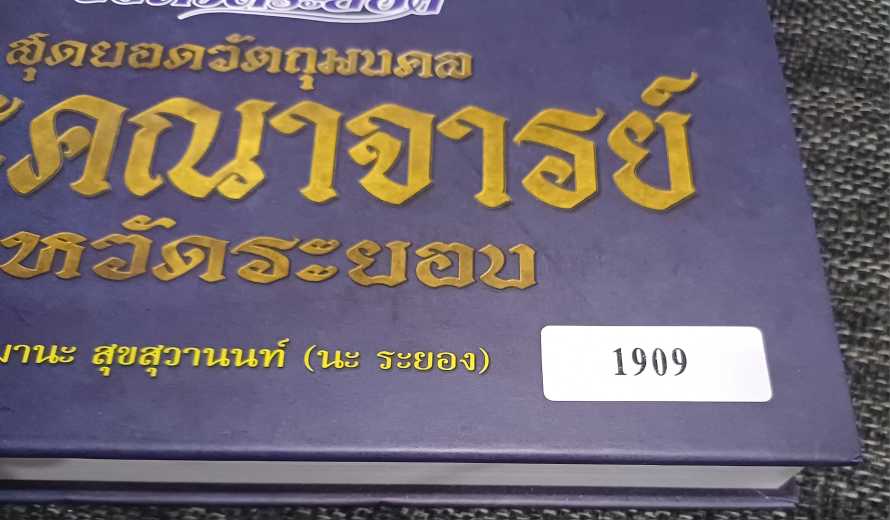 สุดยอดวัตถุมงคล
ะคณาจารย์
หวัดระยอง
มานะ สุขสุวานนท์ (นะ ระยอง)
1909